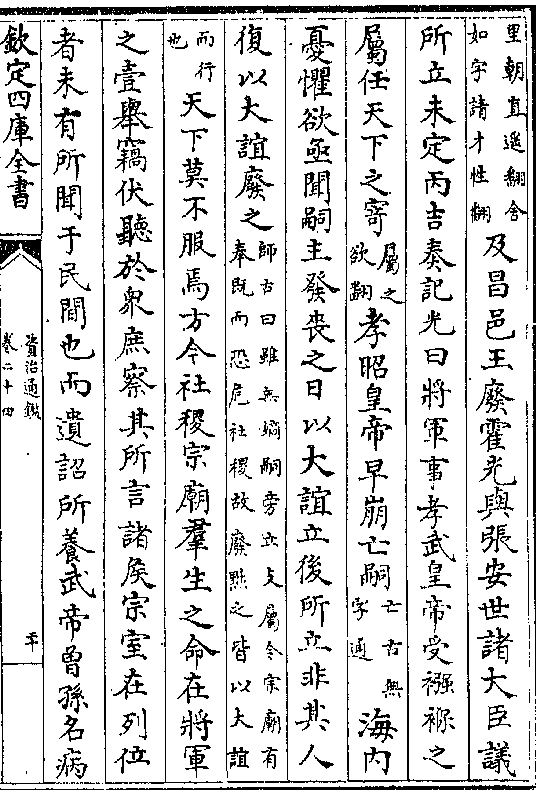 里朝直遥翻舍
如字請才性翻
及昌邑王廢霍光與張安世諸大臣議
所立未定丙吉奏記光曰將軍事孝武皇帝受襁褓之
屬任天下之寄
屬之
欲翻
孝昭皇帝早崩亡嗣
亡古無
字通
海内
憂懼欲亟聞嗣主發喪之日以大誼立後所立非其人
復以大誼廢之
師古曰雖無嫡嗣旁立支屬令宗廟有
奉既而恐危社稷故廢黜之皆以大誼
而行
也
天下莫不服焉方今社稷宗廟羣生之命在將軍
之壹舉竊伏聽於衆庶察其所言諸侯宗室在列位
者未有所聞于民間也而遺詔所養武帝曾孫名病
欽定四庫全書
資治通鑑
卷二十四